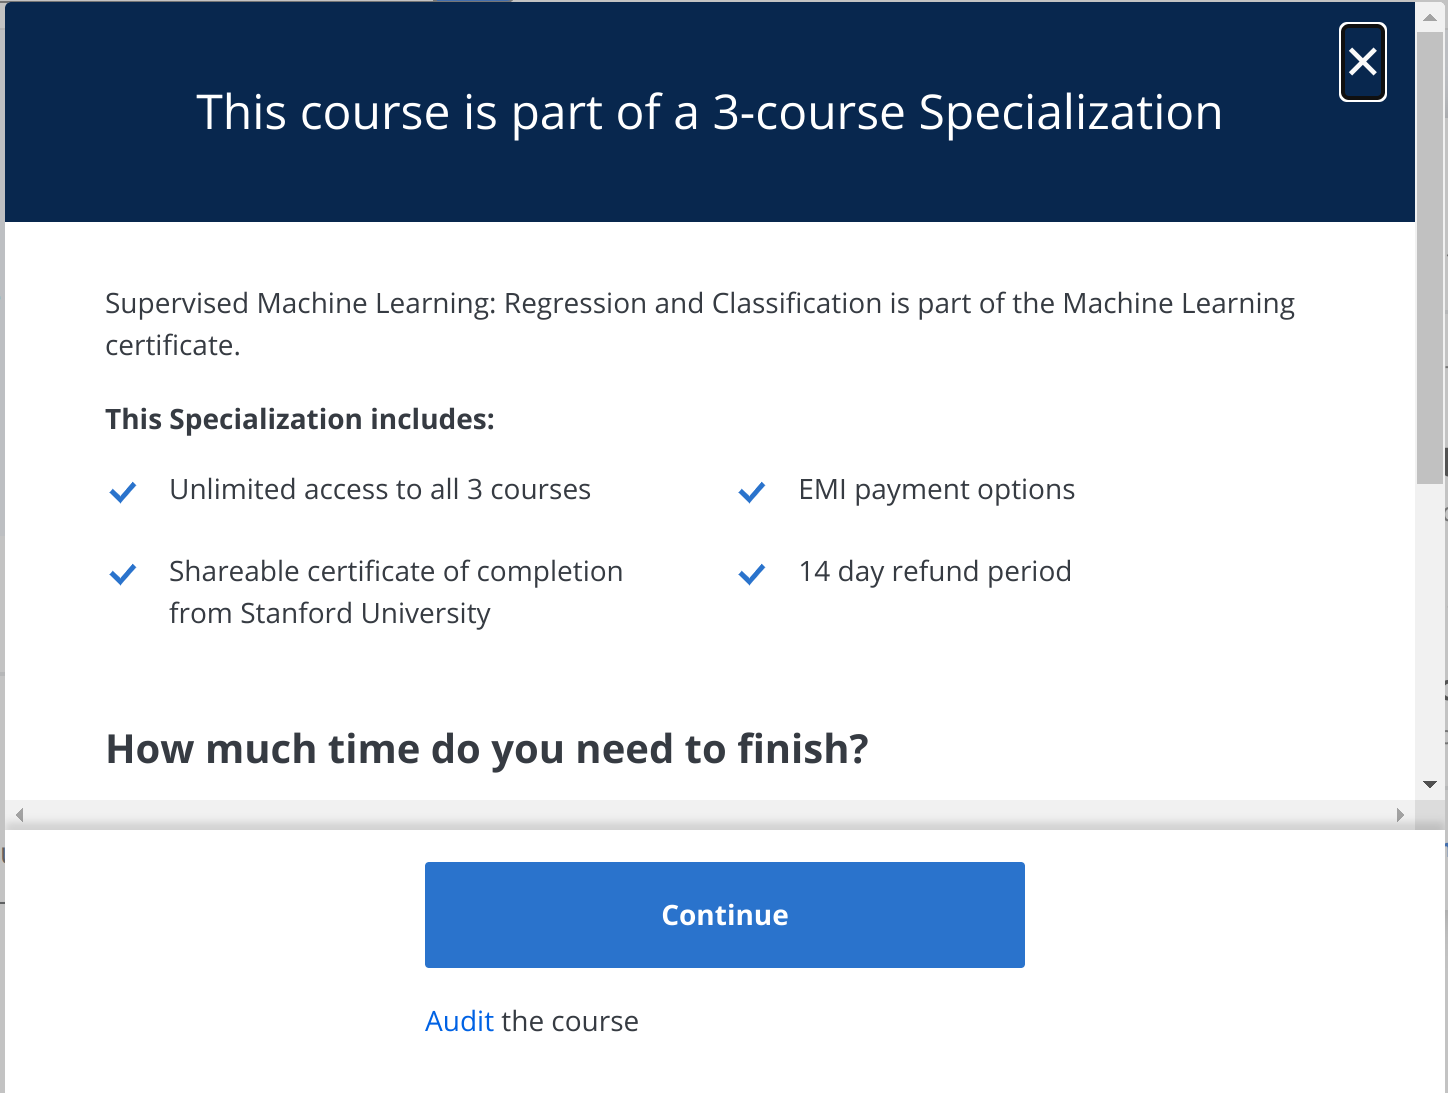 This course is part of a 3-course Specialization
Supervised Machine Learning: Regression and Classification is part of the Machine Learning
certificate.
This Specialization includes:
Unlimited access to all 3 courses
EMI payment options
Shareable certificate of completion
from Stanford University
14 day refund period
How much time do you need to finish?
Continue
Audit the course